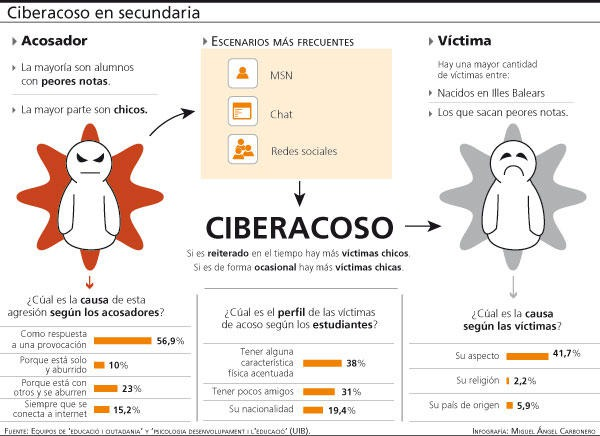 Ciberacoso en secundaria
Acosador
La mayoría son alumnos
con peores notas.
La mayor parte son chicos.
ESCENARIOS MÁS FRECUENTES
MSN
Chat
Redes sociales
Víctima
Hay una mayor cantidad
de víctimas entre:
Nacidos en Illes Balears
Los que sacan peores notas.
CIBERACOSO
Si es reiterado en el tiempo hay más víctimas chicos.
Si es de forma ocasional hay más víctimas chicas.
¿Cuál es la causa de esta
agresión según los acosadores?
Como respuesta
a una provocación
56,9%
Porque está solo
y aburrido
10%
Porque está con
otros y se aburren
23%
Siempre que se
conecta a internet
15,2%
¿Cuál es el perfil de las víctimas
de acoso según los estudiantes?
Tener alguna
característica
física acentuada
38%
Tener pocos amigos
31%
Su nacionalidad
19,4%
¿Cuál es la causa
según las víctimas?
Su aspecto
41,7%
Su religión
2,2%
Su país de origen
5,9%
FUENTE: EQUIPOS DE 'EDUCACIÓ I CIUTADANIA' Y 'PSICOLOGIA DESENVOLUPAMENT I L'EDUCACIÓ' (UIB).
INFOGRAFÍA: MIGUEL ÁNGEL CARBONERO